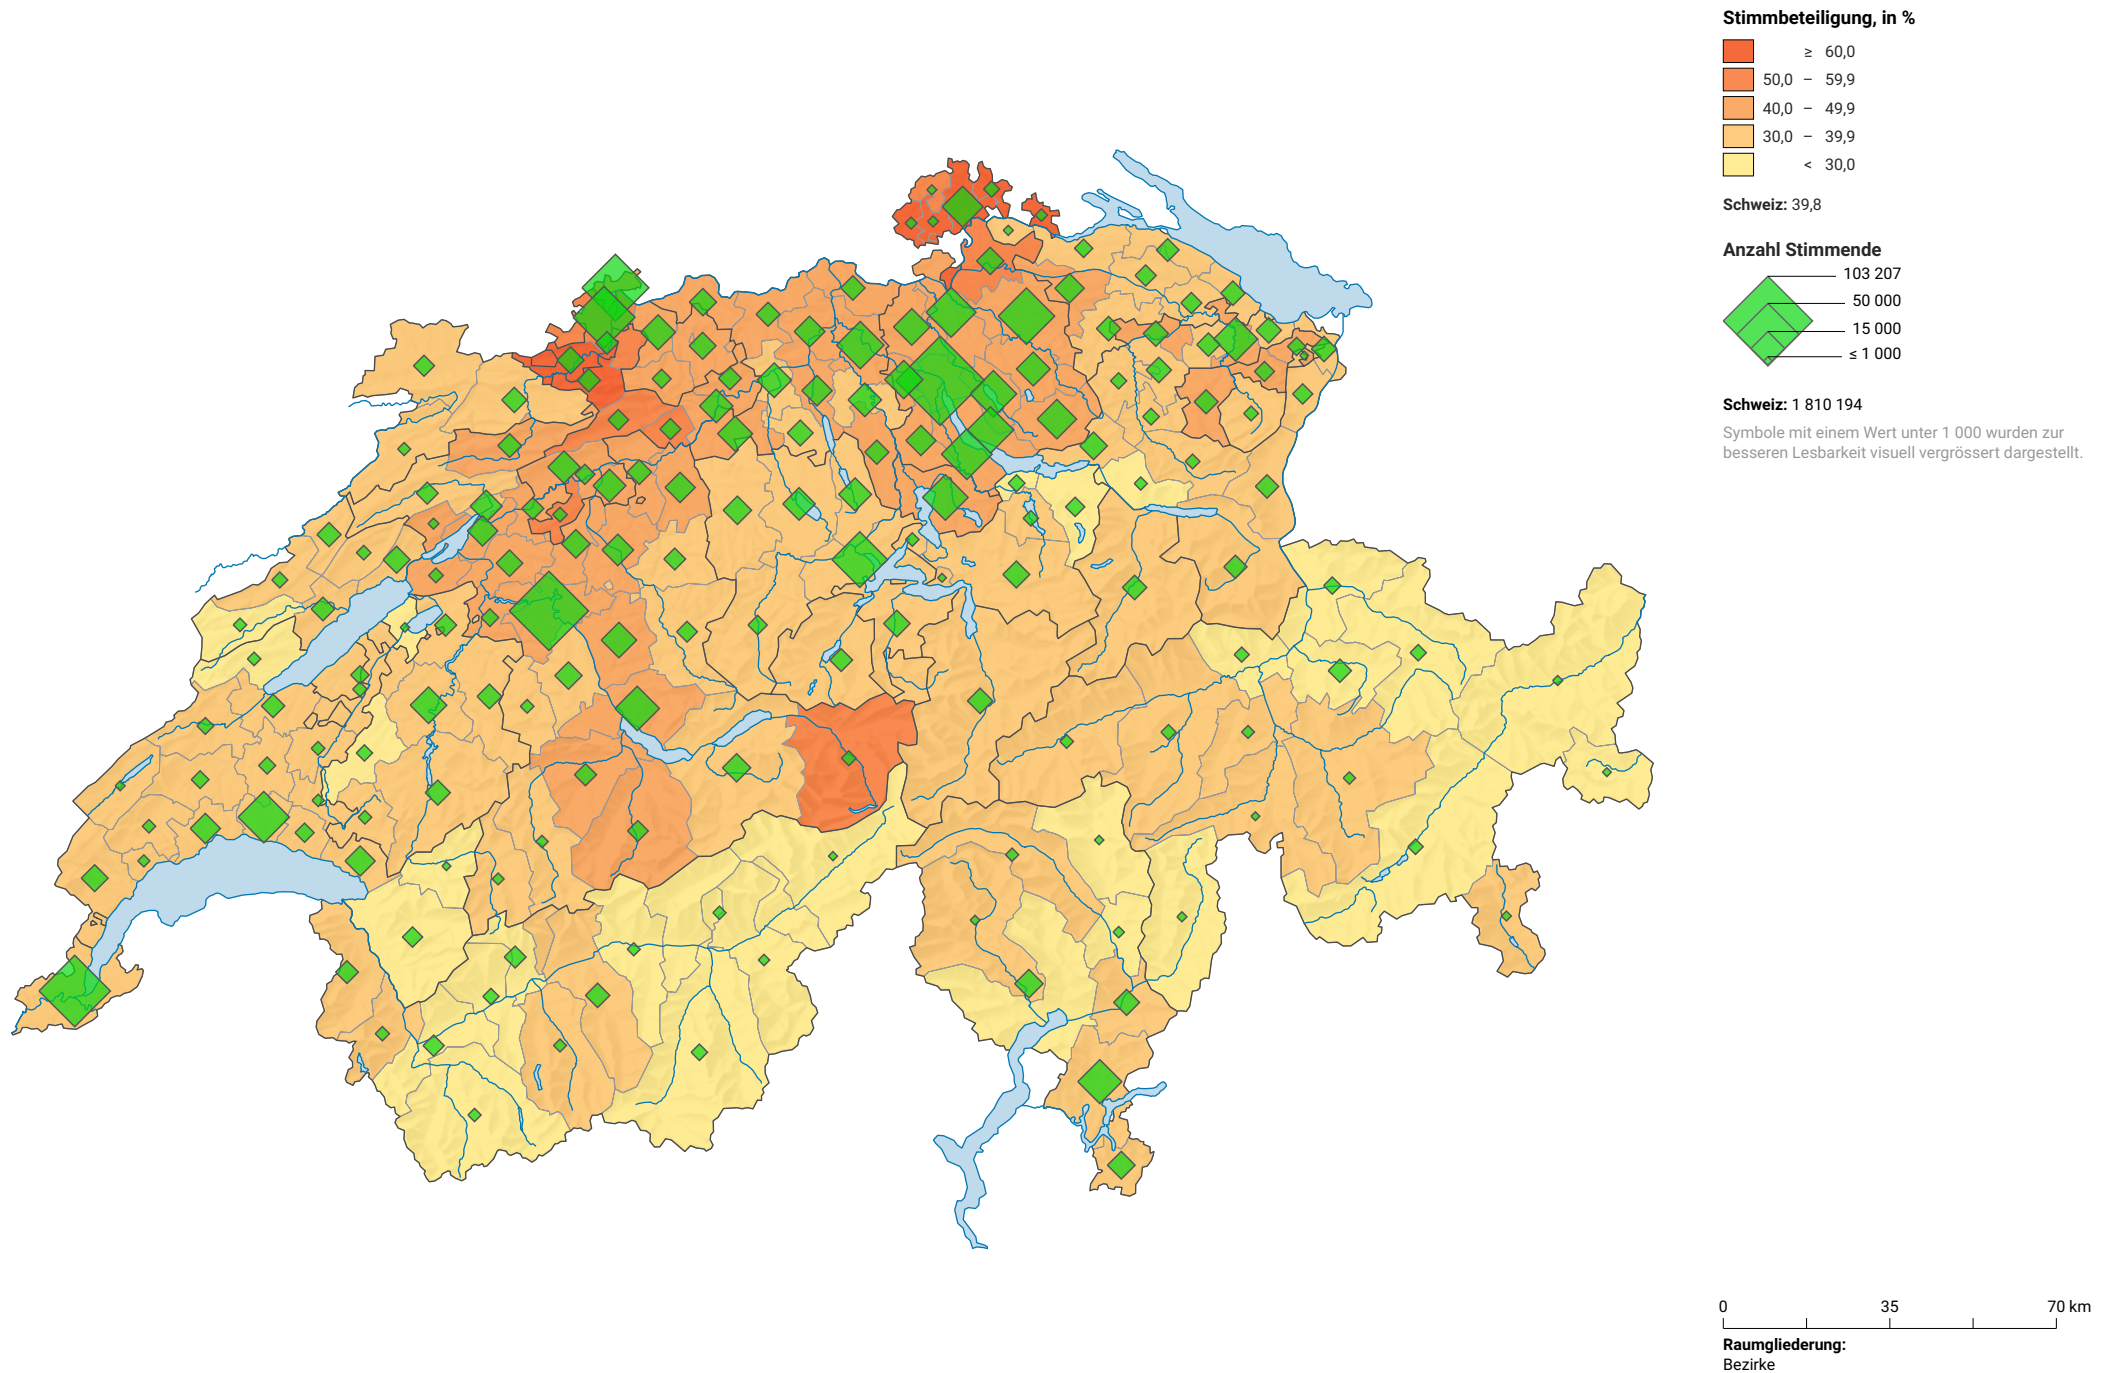 Stimmbeteiligung, in %
≥ 60,0
50,0 – 59,9
40,0 – 49,9
30,0 – 39,9
< 30,0
Schweiz: 39,8
Anzahl Stimmende
103 207
50 000
15 000
≤ 1 000
Schweiz: 1 810 194
Symbole mit einem Wert unter 1 000 wurden zur
besseren Lesbarkeit visuell vergrössert dargestellt.
0 35 70 km
Raumgliederung:
Bezirke